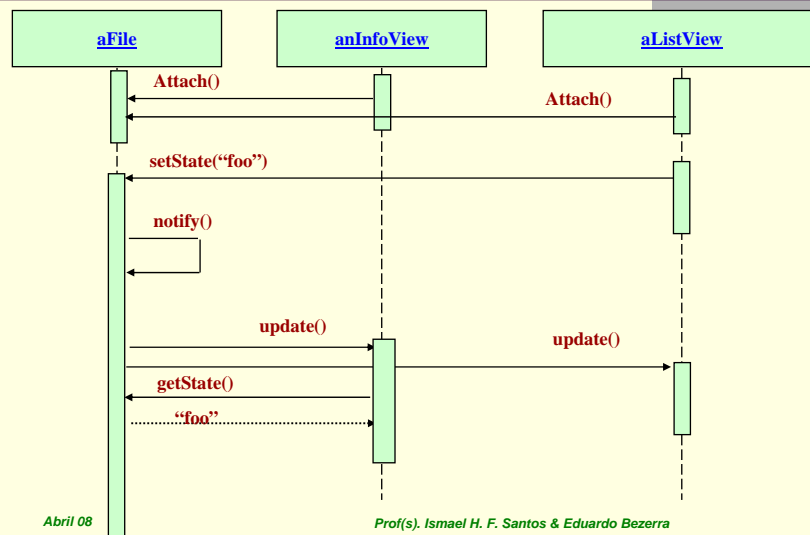 aFile
anInfoView
aListView
Attach()
Attach()
setState(“foo”)
notify()
update()
update()
getState()
“foo”
Abril 08
Prof(s). Ismael H. F. Santos & Eduardo Bezerra